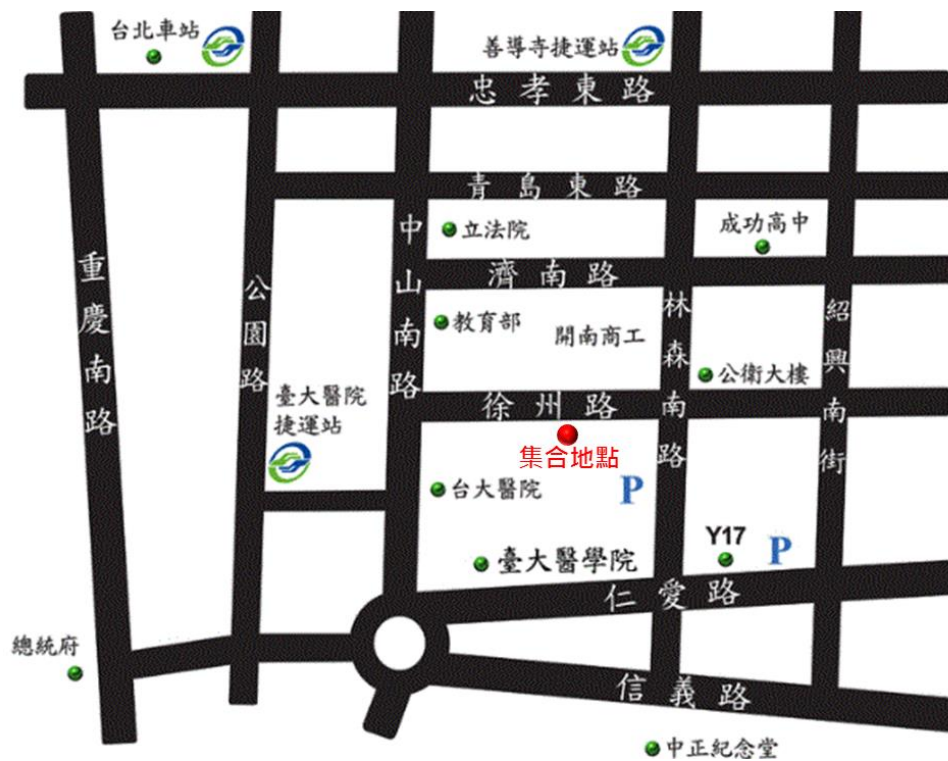 台北車站
善導寺捷運站
忠孝東路
青島東路
中山南路
立法院
成功高中
濟南路
重慶南路
公園路
林森南路
紹興南街
教育部
開南商工
公衛大樓
臺大醫院
捷運站
徐州路
集合地點
台大醫院
P
Y17
P
臺大醫學院
仁愛路
總統府
信義路
中正紀念堂